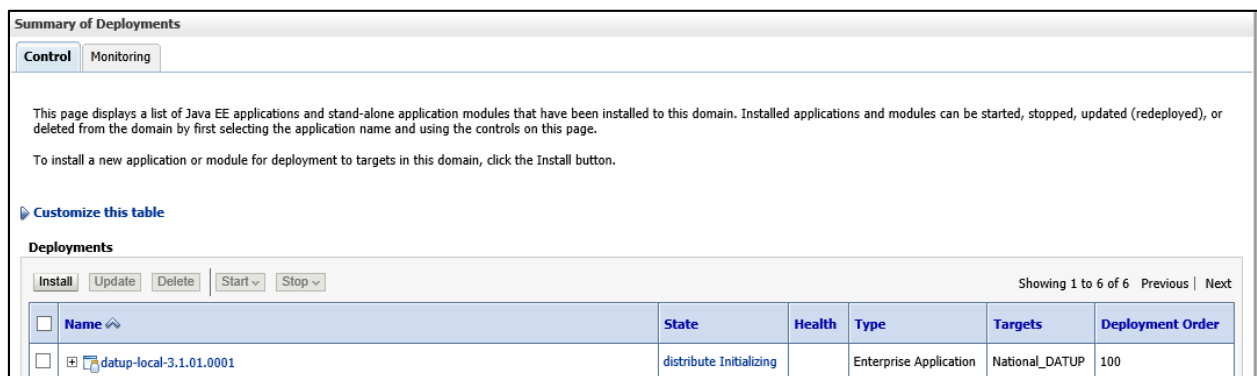 Summary of Deployments
Control Monitoring
This page displays a list of Java EE applications and stand-alone application modules that have been installed to this domain. Installed applications and modules can be started, stopped, updated (redeployed), or
deleted from the domain by first selecting the application name and using the controls on this page.
To install a new application or module for deployment to targets in this domain, click the Install button.
Customize this table
Deployments
Install Update Delete Start Stop Showing 1 to 6 of 6 Previous | Next
Name State Health Type Targets Deployment Order
datup-local-3.1.01.0001 distribute Initializing Enterprise Application National_DATUP 100